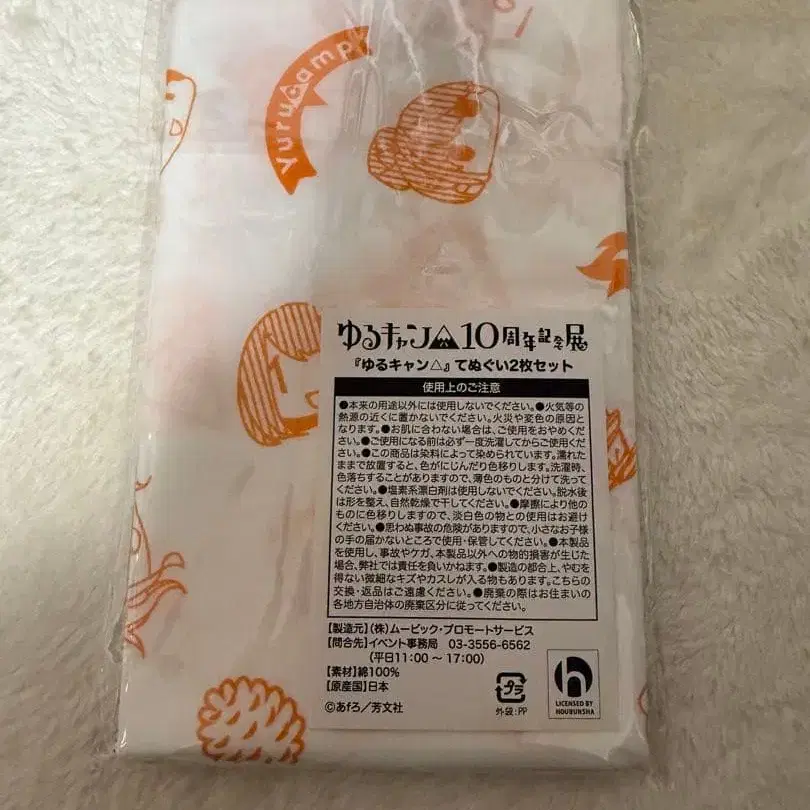 Yurucamp
ゆるキャン△10周年記念展
『ゆるキャン△』てぬぐい2枚セット
使用上のご注意
●本来の用途以外には使用しないでください。●火気等の
熱源の近くに置かないでください。火災や変色の原因と
なります。●お肌に合わない場合は、ご使用をおやめくださ
い。●ご使用になる前は必ず一度洗濯してからご使用くださ
い。●この商品は染料によって染められています。濡れた
ままで放置すると、色がにじんだり色移りします。洗濯時、
色落ちすることがありますので、薄色のものと分けて洗っ
てください。●塩素系漂白剤は使用しないでください。脱水後
は形を整え、自然乾燥で干してください。●摩擦により他の
ものに色移りしますので、淡白色の物との使用はお避け
ください。●思わぬ事故の危険がありますので、小さなお子様
の手の届かないところで使用・保管してください。●本製品
を使用し、事故やケガ、本製品以外への物的損害が生じた
場合、弊社では責任を負いかねます。●製造の都合上、やむを
得ない微細なキズやカスレが入る物もあります。こちらの
交換・返品はご遠慮ください。●廃棄の際はお住まいの
各地方自治体の廃棄区分に従ってください。
【製造元】(株)ムービック・プロモートサービス
【問合先】イベント事務局 03-3556-6562
(平日11:00～17:00)
【素材】綿100%
【原産国】日本
©あfろ／芳文社
プラ
外袋:PP
h
LICENSED BY
HOUBUNSHA